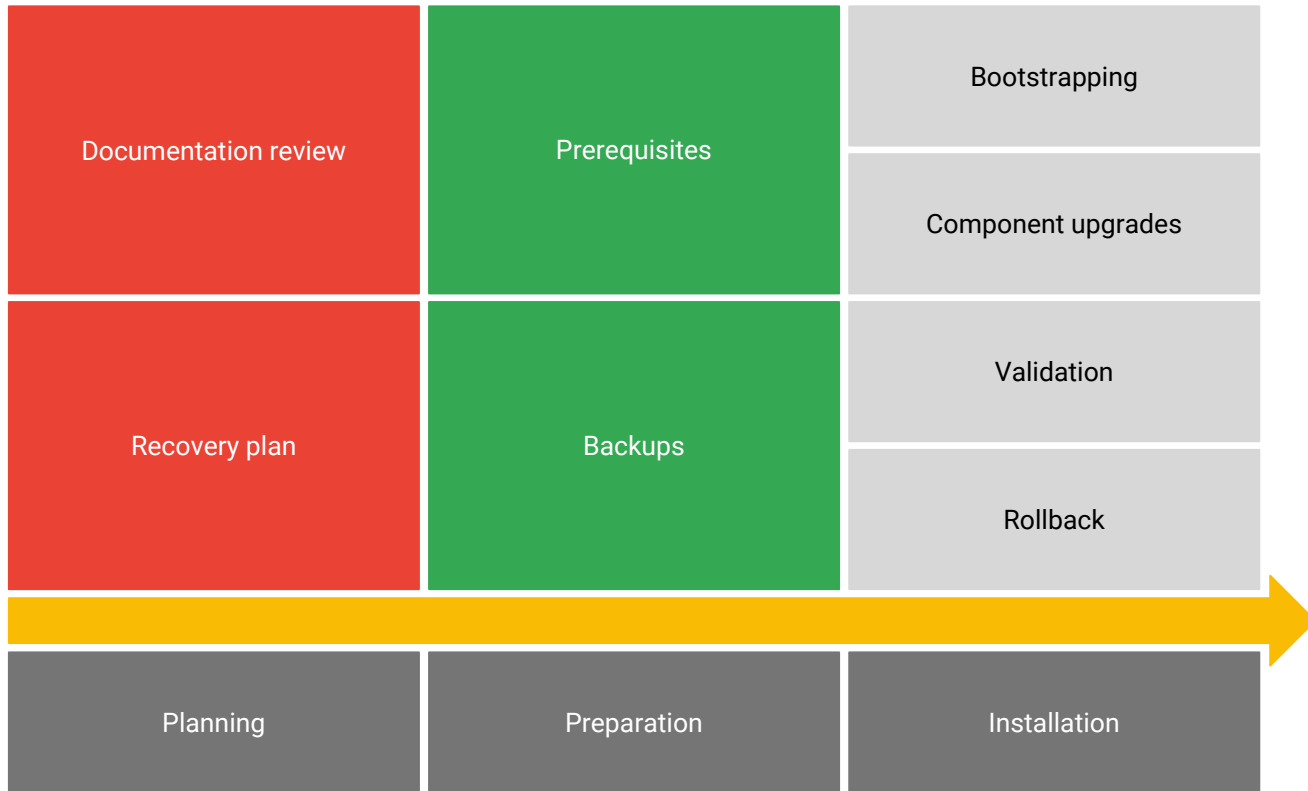 Documentation review
Recovery plan
Prerequisites
Backups
Bootstrapping
Component upgrades
Validation
Rollback
Planning
Preparation
Installation